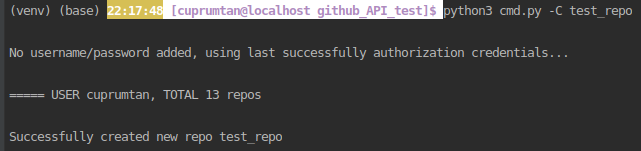 (venv) (base) 22:17:48 [cuprumtan@localhost github_API_test]$ python3 cmd.py -C test_repo
No username/password added, using last successfully authorization credentials...
===== USER cuprumtan, TOTAL 13 repos
Successfully created new repo test_repo